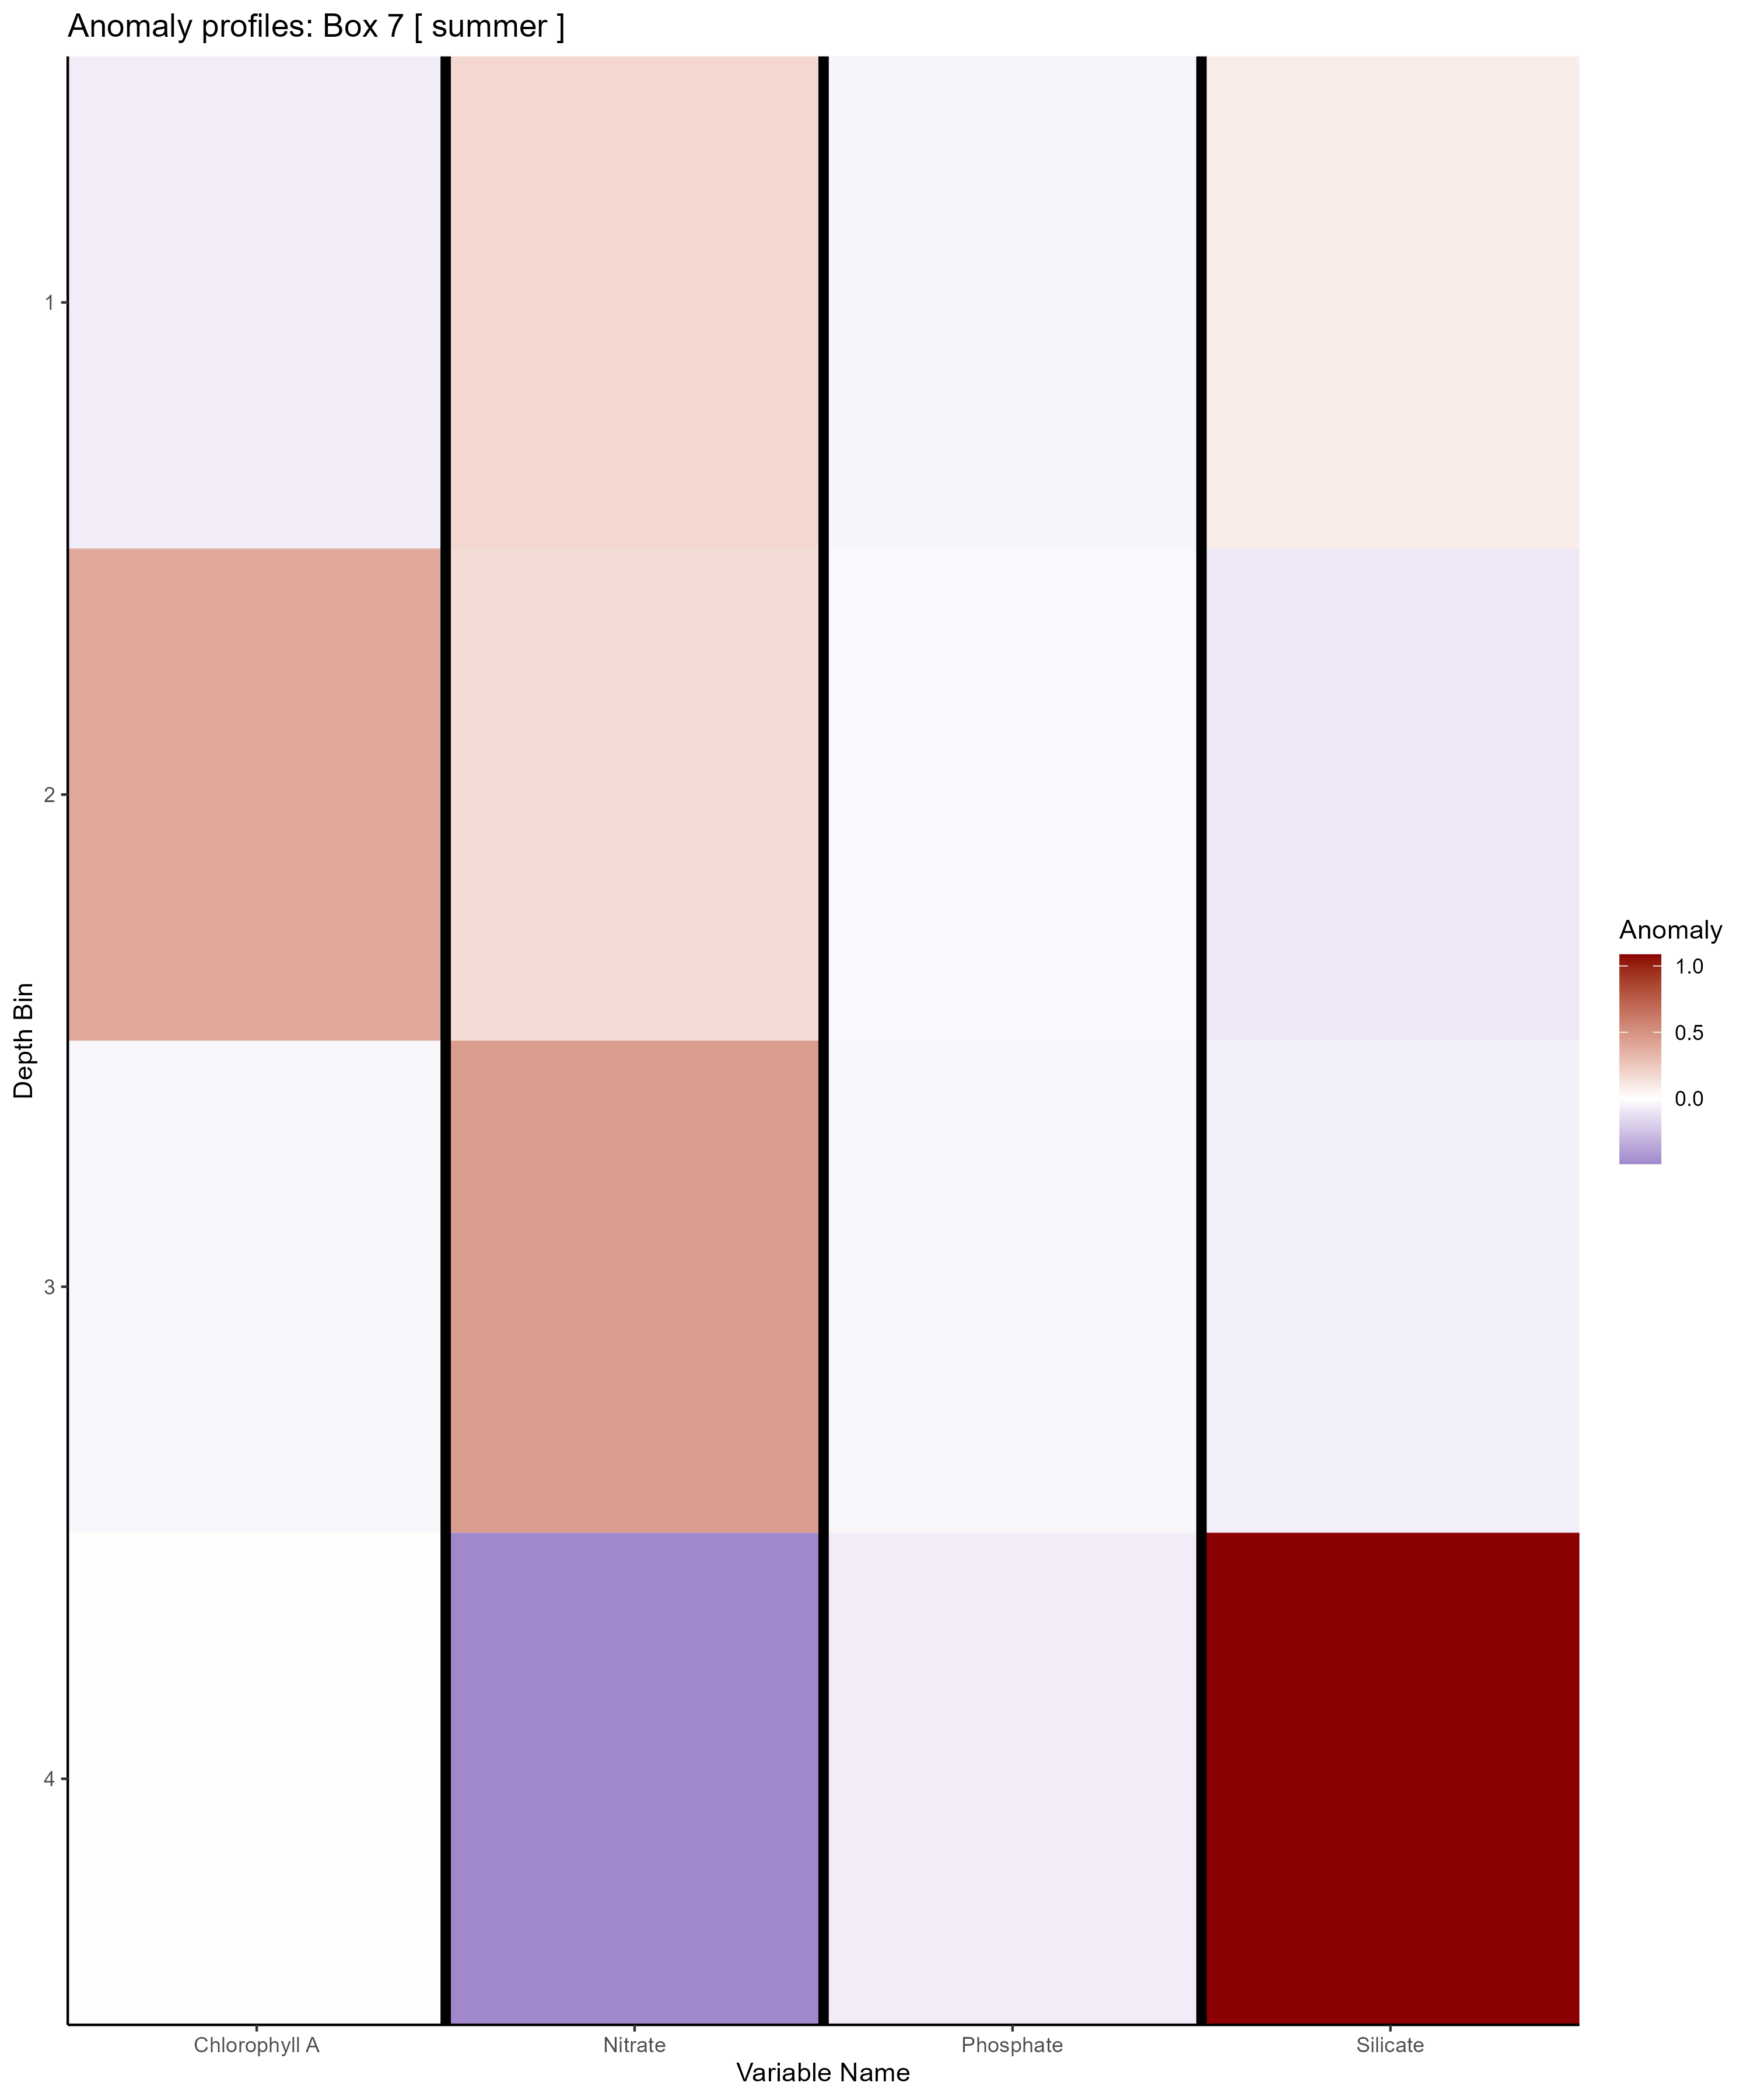 Anomaly profiles: Box 7 [ summer ]
1
2
3
4
Depth Bin
Chlorophyll A
Nitrate
Phosphate
Silicate
Variable Name
Anomaly
1.0
0.5
0.0